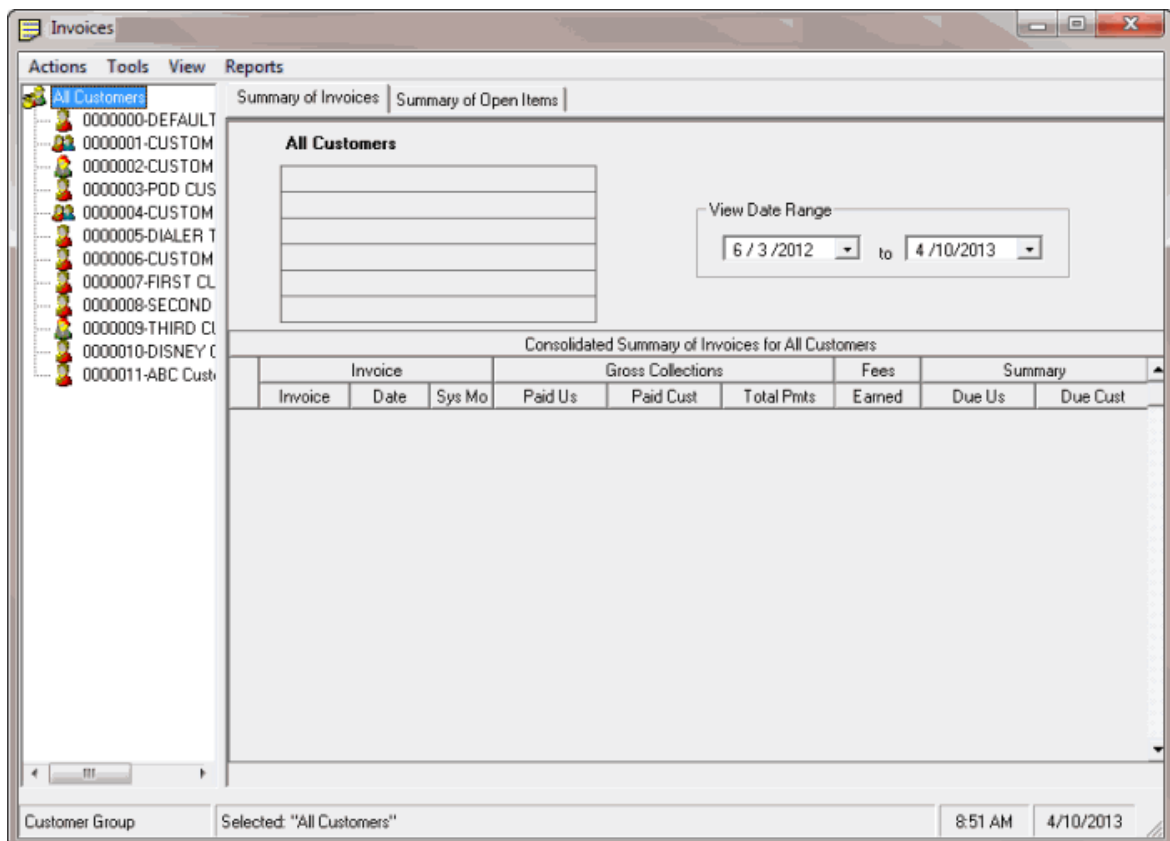 Invoices
Actions Tools View Reports
All Customers
0000000-DEFAULT
0000001-CUSTOM
0000002-CUSTOM
0000003-POD CUS
0000004-CUSTOM
0000005-DIALER T
0000006-CUSTOM
0000007-FIRST CL
0000008-SECOND
0000009-THIRD CL
0000010-DISNEY C
0000011-ABC Cust
Summary of Invoices Summary of Open Items
All Customers
View Date Range
6 / 3 /2012 to 4 /10/2013
Consolidated Summary of Invoices for All Customers
Invoice Gross Collections Fees Summary
Invoice Date Sys Mo Paid Us Paid Cust Total Pmts Earned Due Us Due Cust
Customer Group Selected: "All Customers" 8:51 AM 4/10/2013